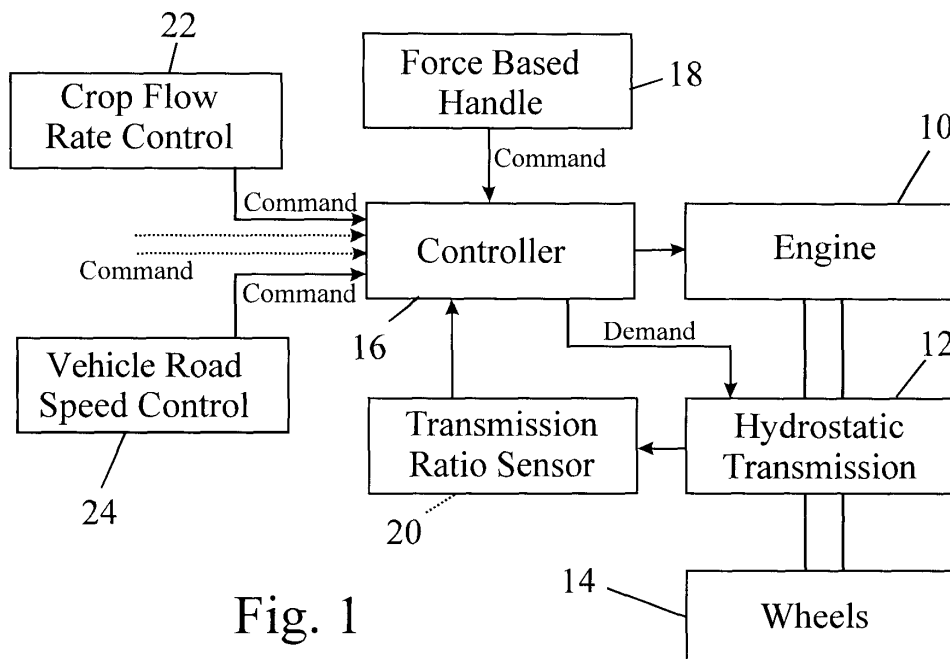 22
Crop Flow
Rate Control
Force Based
Handle
18
10
Command
Command
Command
Command
Controller
Engine
16
Demand
12
Vehicle Road
Speed Control
24
Transmission
Ratio Sensor
20
Hydrostatic
Transmission
14
Wheels
Fig. 1